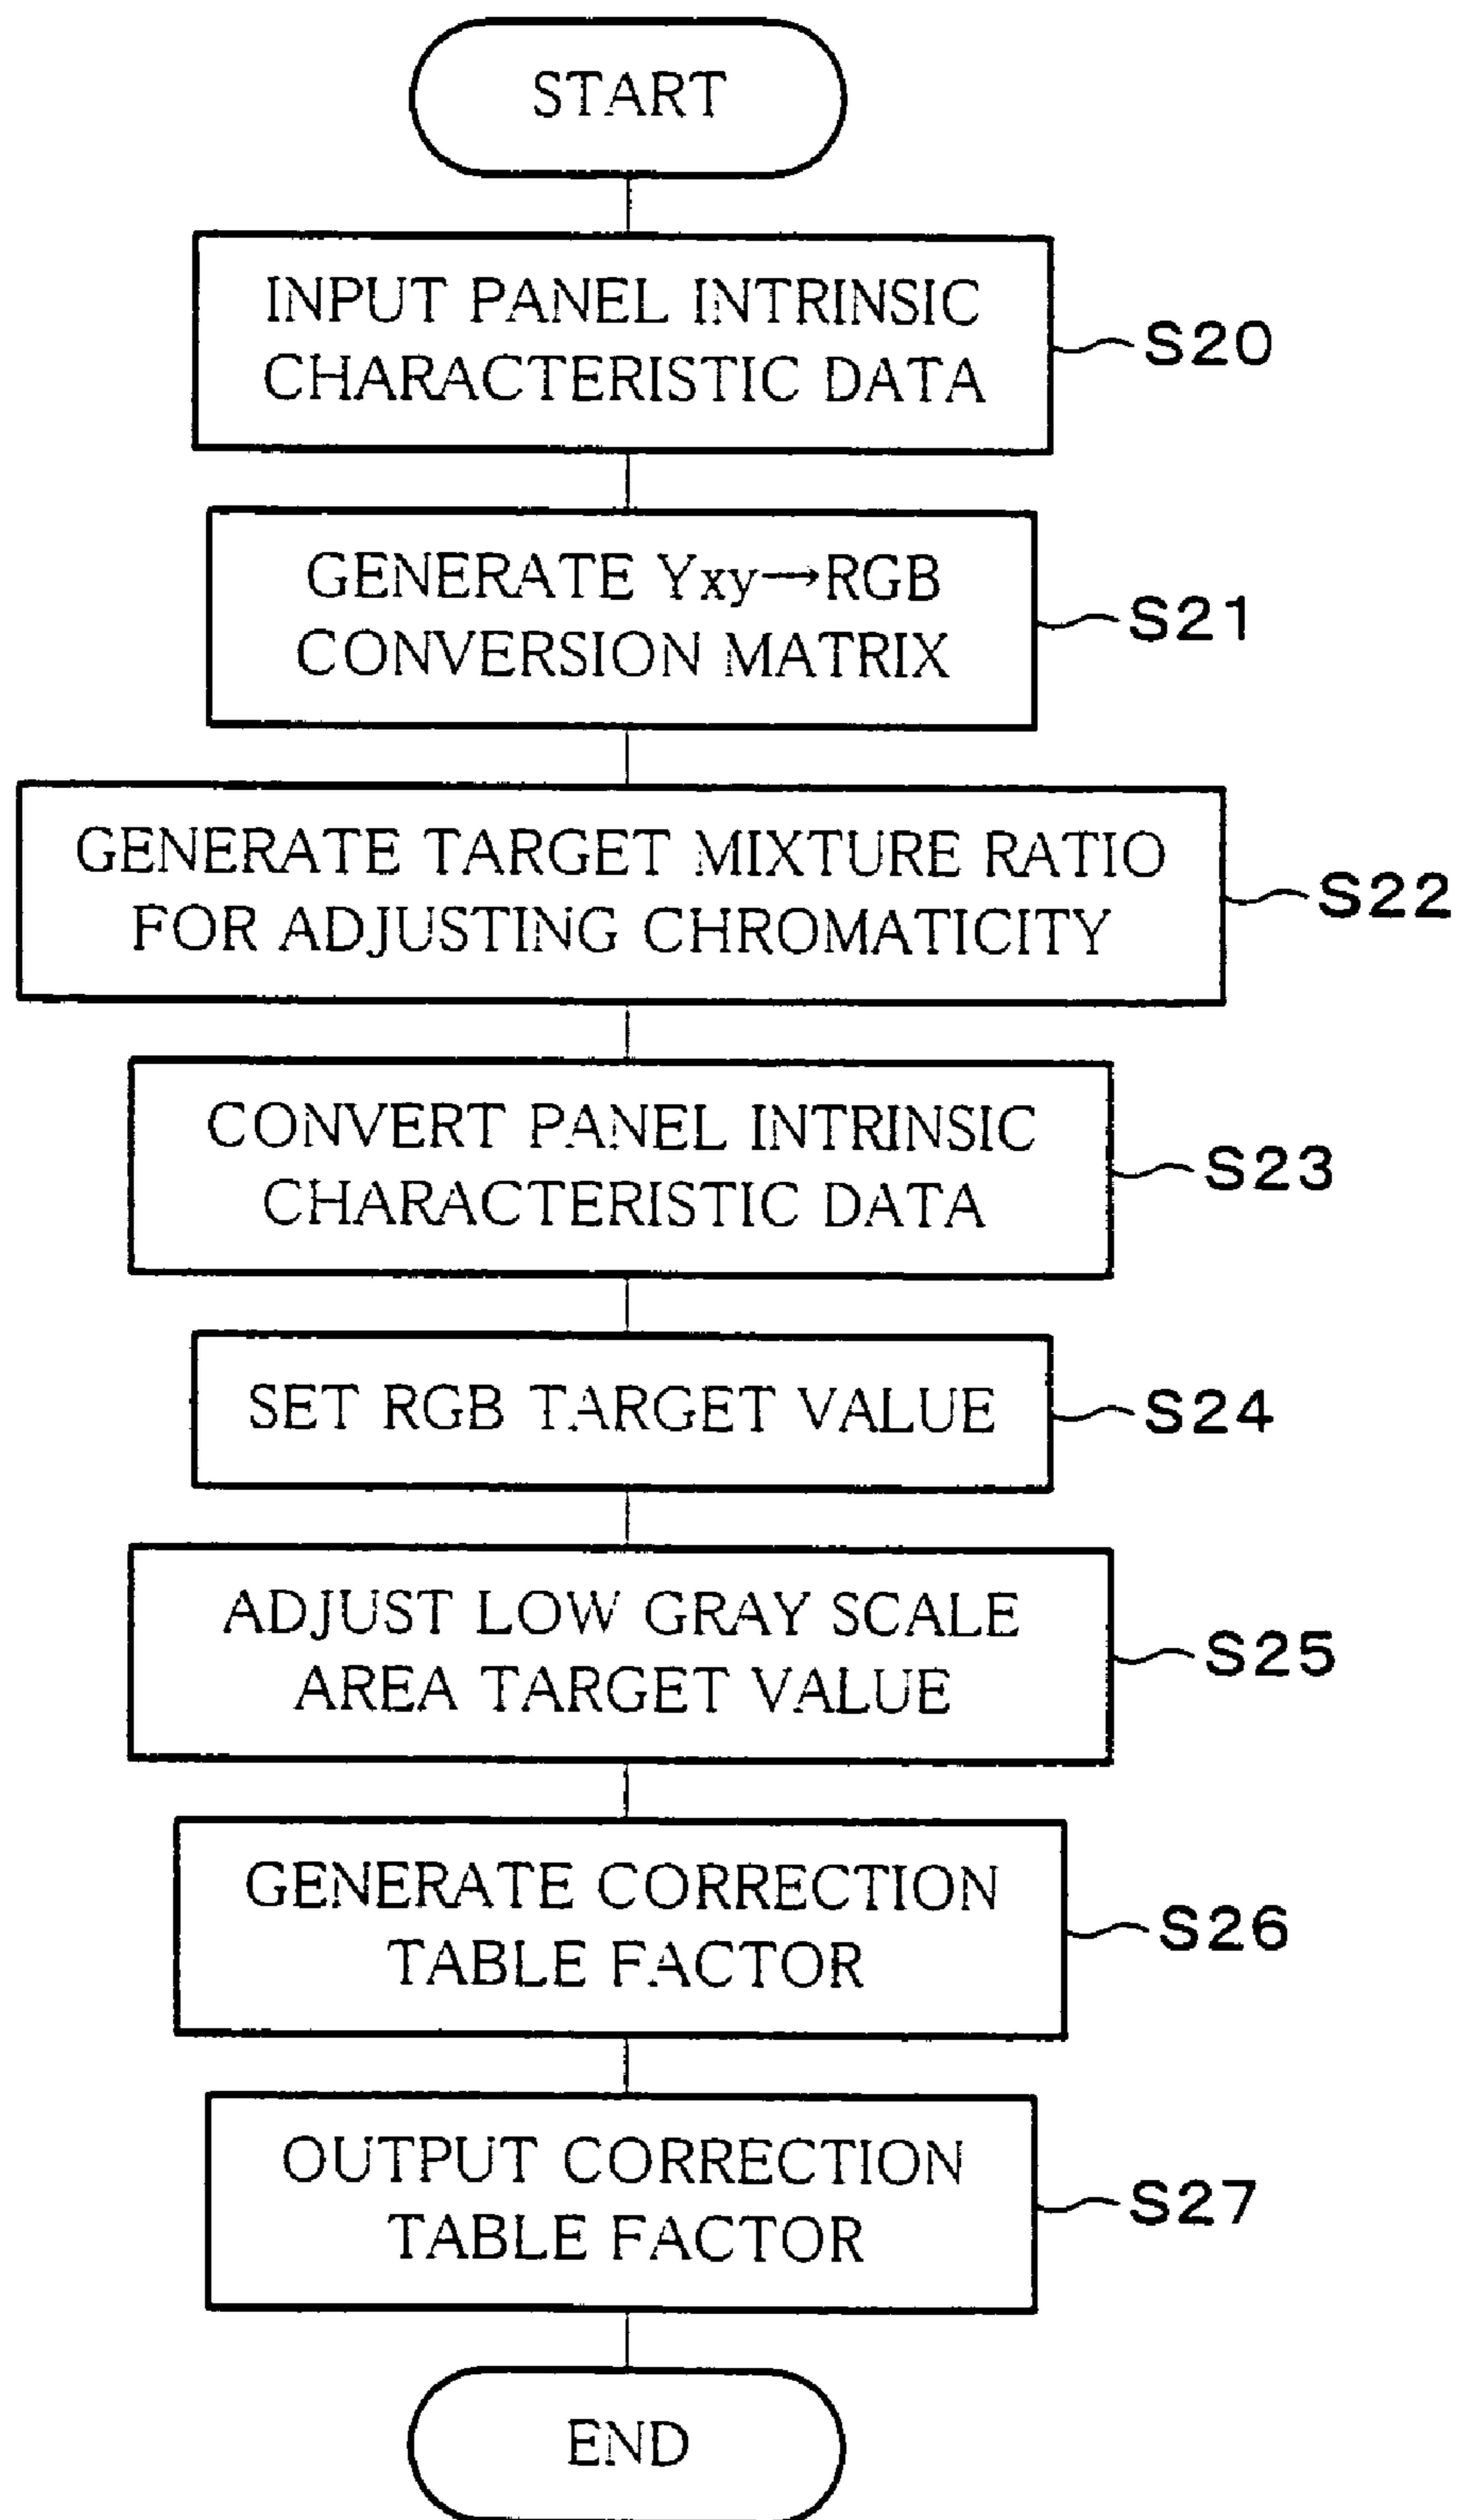 START
INPUT PANEL INTRINSIC
CHARACTERISTIC DATA
S20
GENERATE Yxy→RGB
CONVERSION MATRIX
S21
GENERATE TARGET MIXTURE RATIO
FOR ADJUSTING CHROMATICITY
S22
CONVERT PANEL INTRINSIC
CHARACTERISTIC DATA
S23
SET RGB TARGET VALUE
S24
ADJUST LOW GRAY SCALE
AREA TARGET VALUE
S25
GENERATE CORRECTION
TABLE FACTOR
S26
OUTPUT CORRECTION
TABLE FACTOR
S27
END